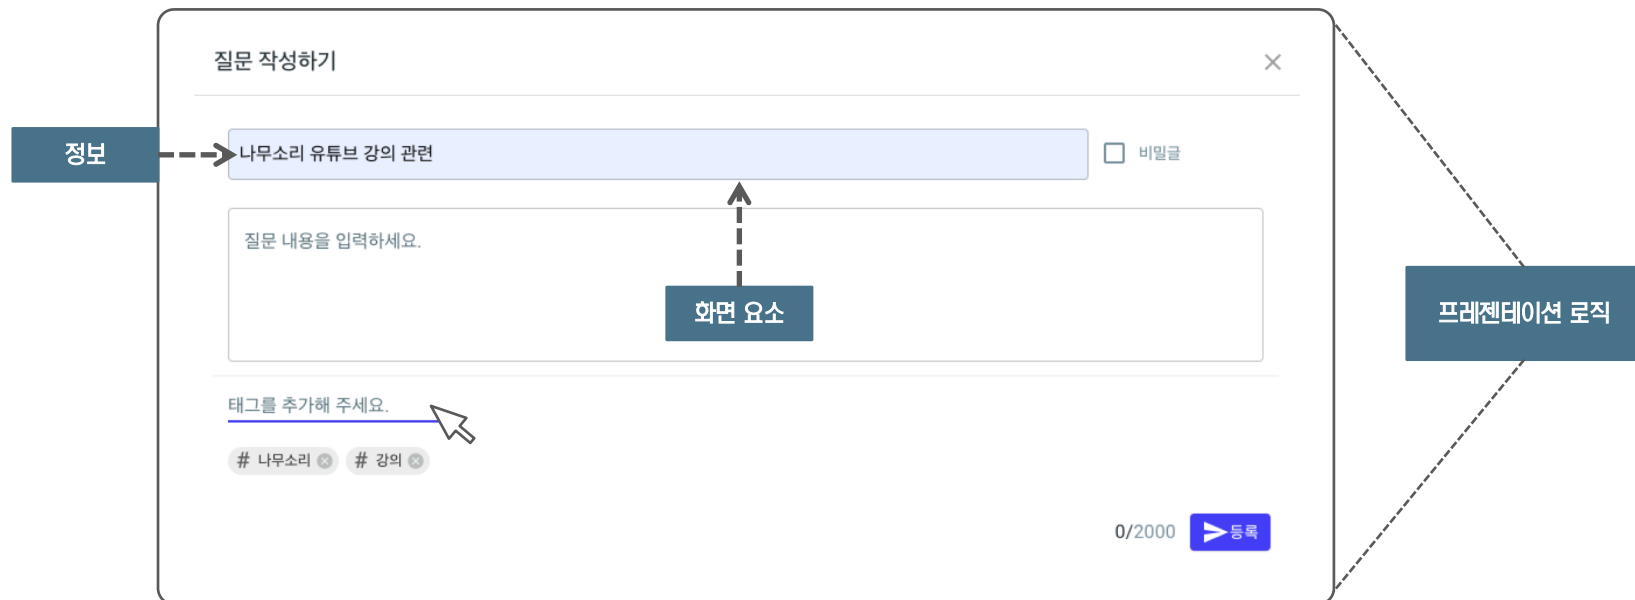 질문 작성하기
정보
나무소리 유튜브 강의 관련
비밀글
질문 내용을 입력하세요.
화면 요소
프레젠테이션 로직
태그를 추가해 주세요.
# 나무소리 # 강의
0/2000 등록